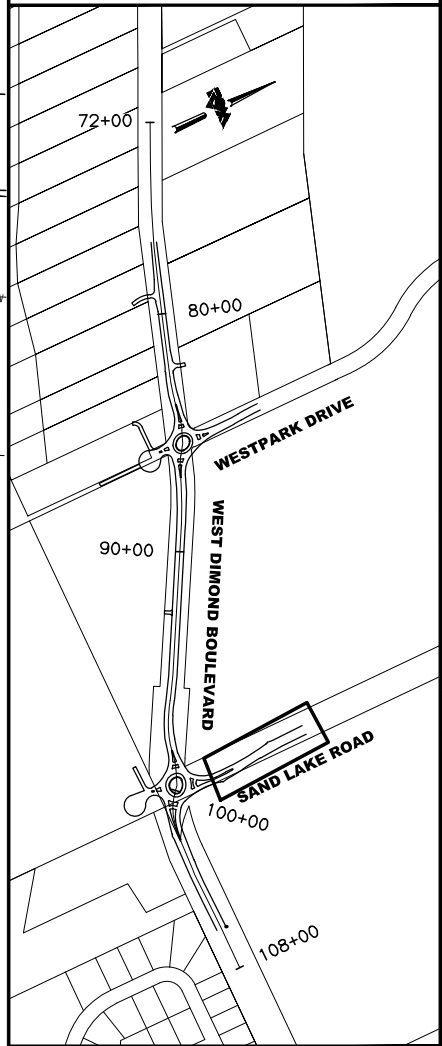 72+00
80+00
WESTPARK DRIVE
WEST DIMOND BOULEVARD
90+00
SAND LAKE ROAD
100+00
108+00